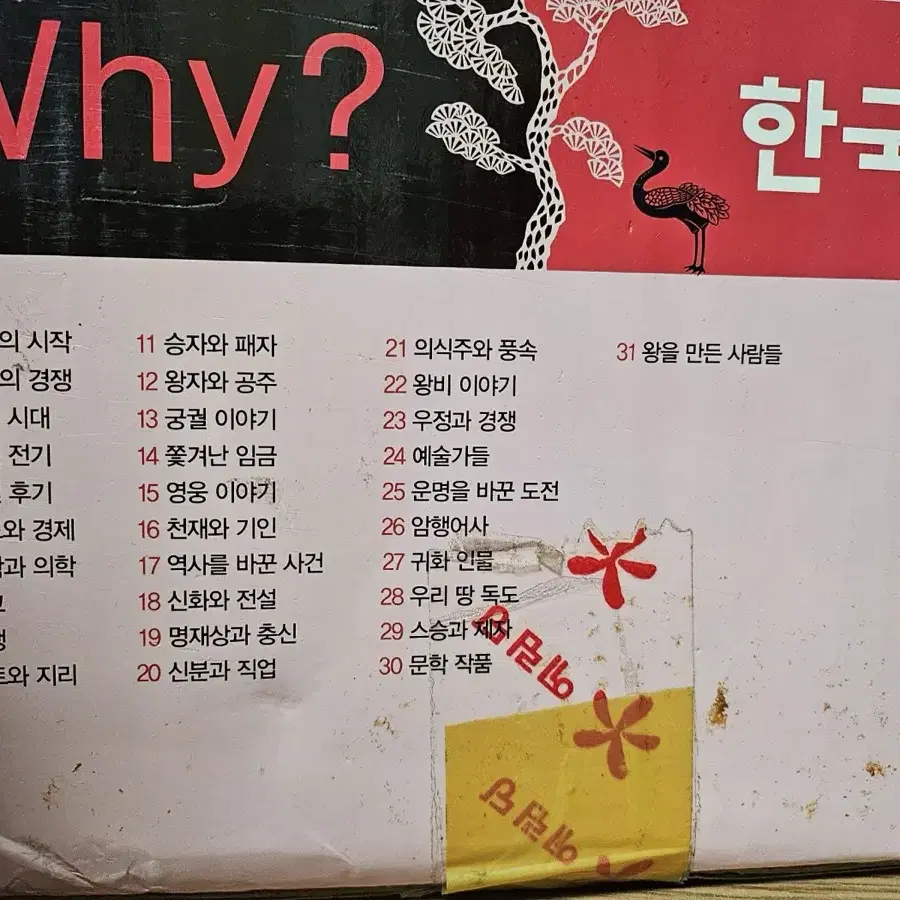 Why?
한국
의 시작
의 경쟁
시대
전기
후기
와 경제
과 의학
와 지리
11 승자와 패자
12 왕자와 공주
13 궁궐 이야기
14 쫓겨난 임금
15 영웅 이야기
16 천재와 기인
17 역사를 바꾼 사건
18 신화와 전설
19 명재상과 충신
20 신분과 직업
21 의식주와 풍속
22 왕비 이야기
23 우정과 경쟁
24 예술가들
25 운명을 바꾼 도전
26 암행어사
27 귀화 인물
28 우리 땅 독도
29 스승과 제자
30 문학 작품
31 왕을 만든 사람들